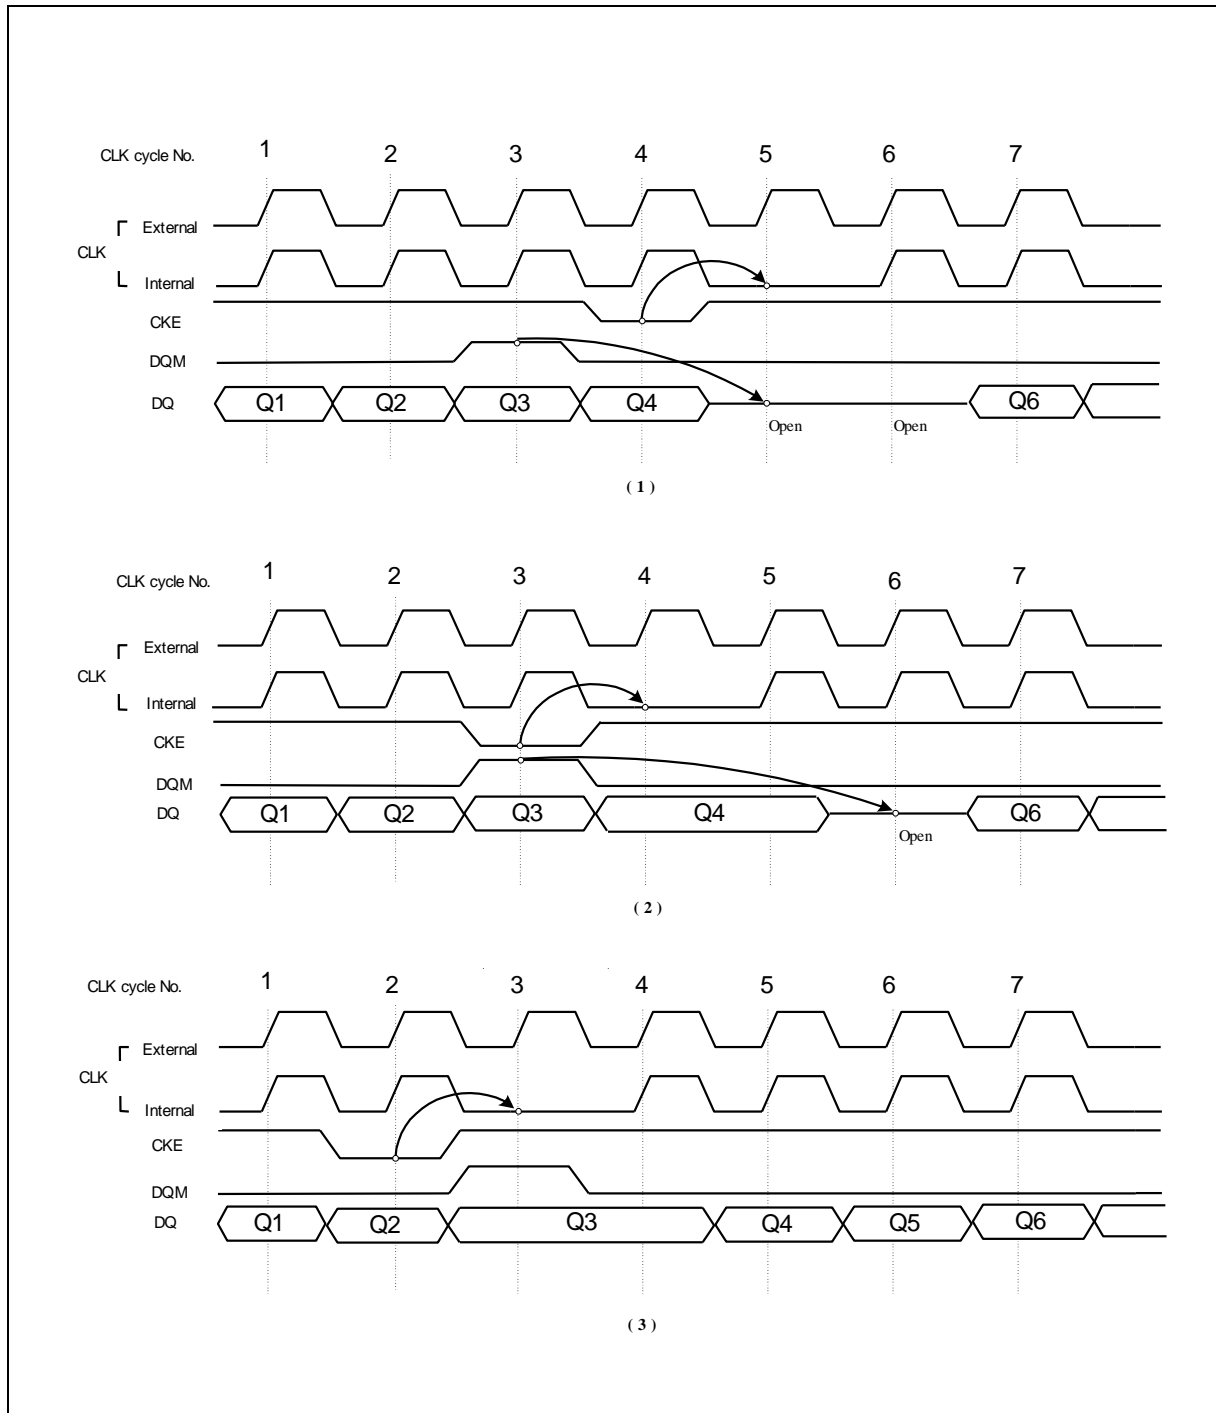 CLK cycle No. 1 2 3 4 5 6 7
External
CLK
Internal
CKE
DQM
DQ Q1 Q2 Q3 Q4 Q6
Open Open
( 1 )
CLK cycle No. 1 2 3 4 5 6 7
External
CLK
Internal
CKE
DQM
DQ Q1 Q2 Q3 Q4 Q6
Open
( 2 )
CLK cycle No. 1 2 3 4 5 6 7
External
CLK
Internal
CKE
DQM
DQ Q1 Q2 Q3 Q4 Q5 Q6
( 3 )